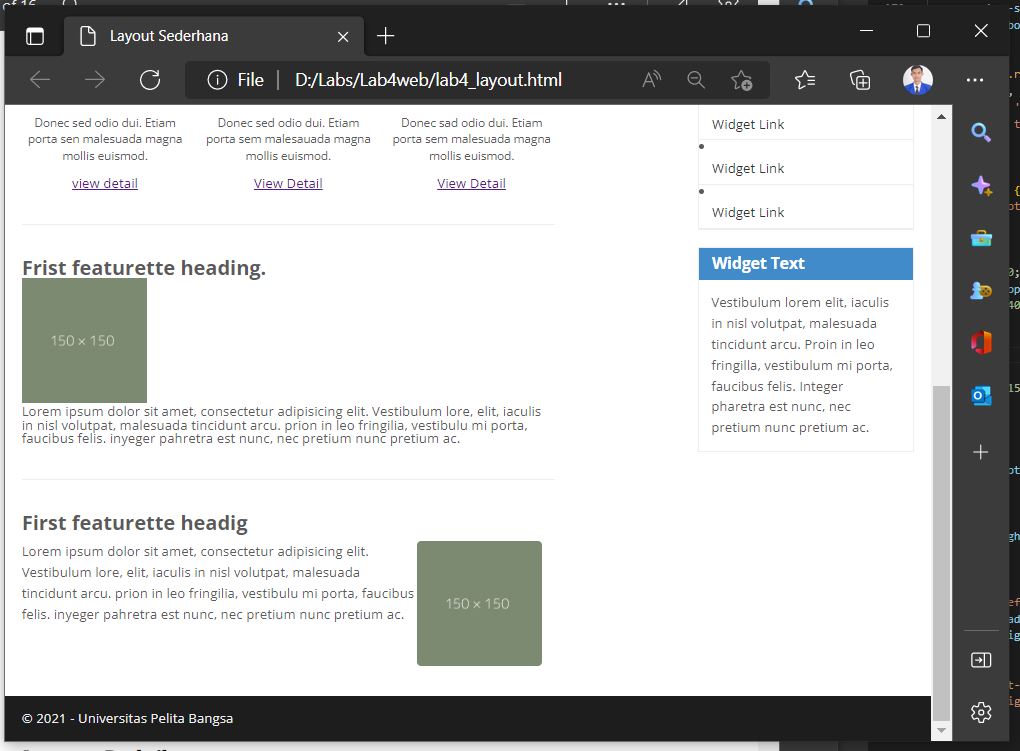 Layout Sederhana
File
D:/Labs/Lab4web/lab4_layout.html
Donec sed odio dui. Etiam
porta sen malesuada magna
mollis euismod.
view detail
Donec sed odio dui. Etiam
porta sem malesauada magna
mollis euismod.
View Detail
Donec sad odio dui. Etiam
porta sem malesuada magna
mollis euismod.
View Detail
Frist featurette heading.
150 × 150
Lorem ipsum dolor sit amet, consectetur adipisicing elit. Vestibulum lore, elit, iaculis
in nisl volutpat, malesuada tincidunt arcu. prion in leo fringilia, vestibulu mi porta,
faucibus felis. inyeger pahretra est nunc, nec pretium nunc pretium ac.
First featurette headig
Lorem ipsum dolor sit amet, consectetur adipisicing elit.
Vestibulum lore, elit, iaculis in nisl volutpat, malesuada
tincidunt arcu. prion in leo fringilia, vestibulu mi porta, faucibus
felis. inyeger pahretra est nunc, nec pretium nunc pretium ac.
150 × 150
Widget Link
Widget Link
Widget Link
Widget Text
Vestibulum lorem elit, iaculis
in nisl volutpat, malesuada
tincidunt arcu. Proin in leo
fringilla, vestibulum mi porta,
faucibus felis. Integer
pharetra est nunc, nec
pretium nunc pretium ac.
© 2021 - Universitas Pelita Bangsa